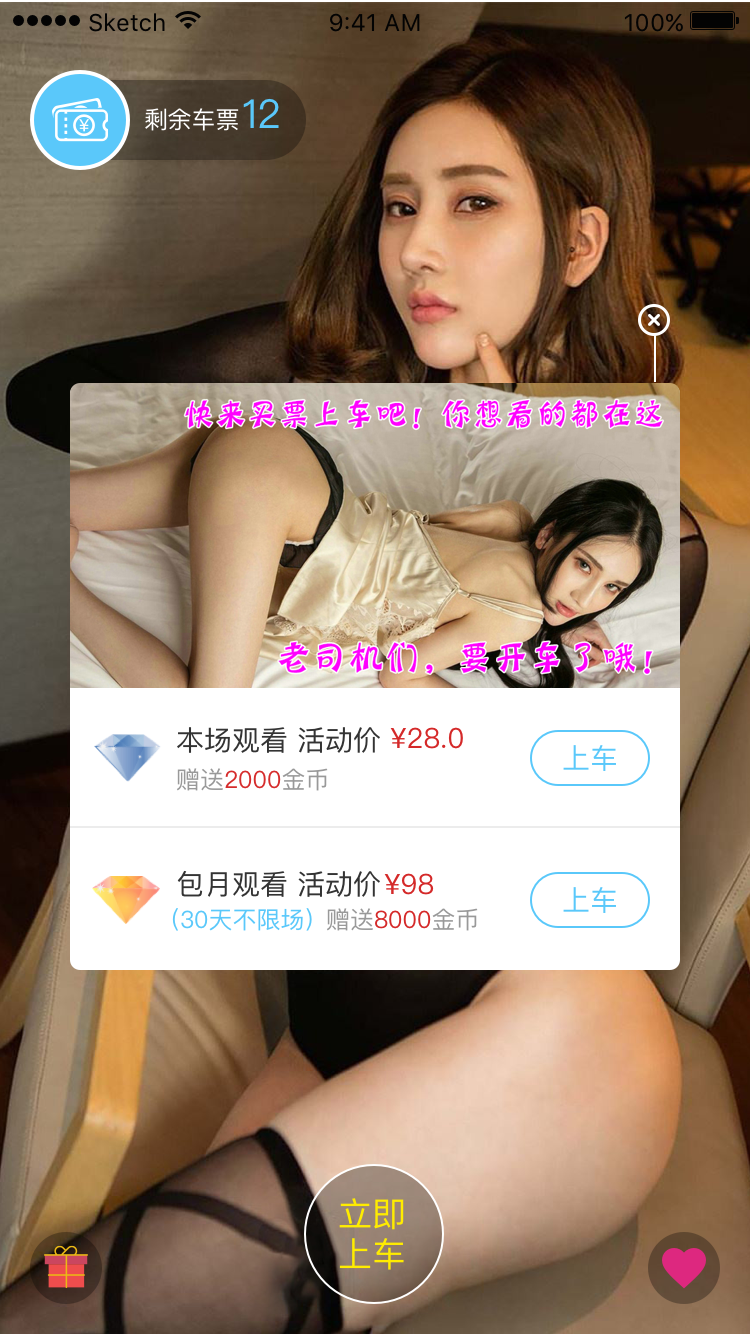 Sketch 9:41 AM 100%
剩余车票12
快来买票上车吧！你想看的都在这
老司机们，要开车了哦！
本场观看 活动价 ¥28.0
赠送2000金币
上车
包月观看 活动价¥98
（30天不限场）赠送8000金币
上车
立即
上车